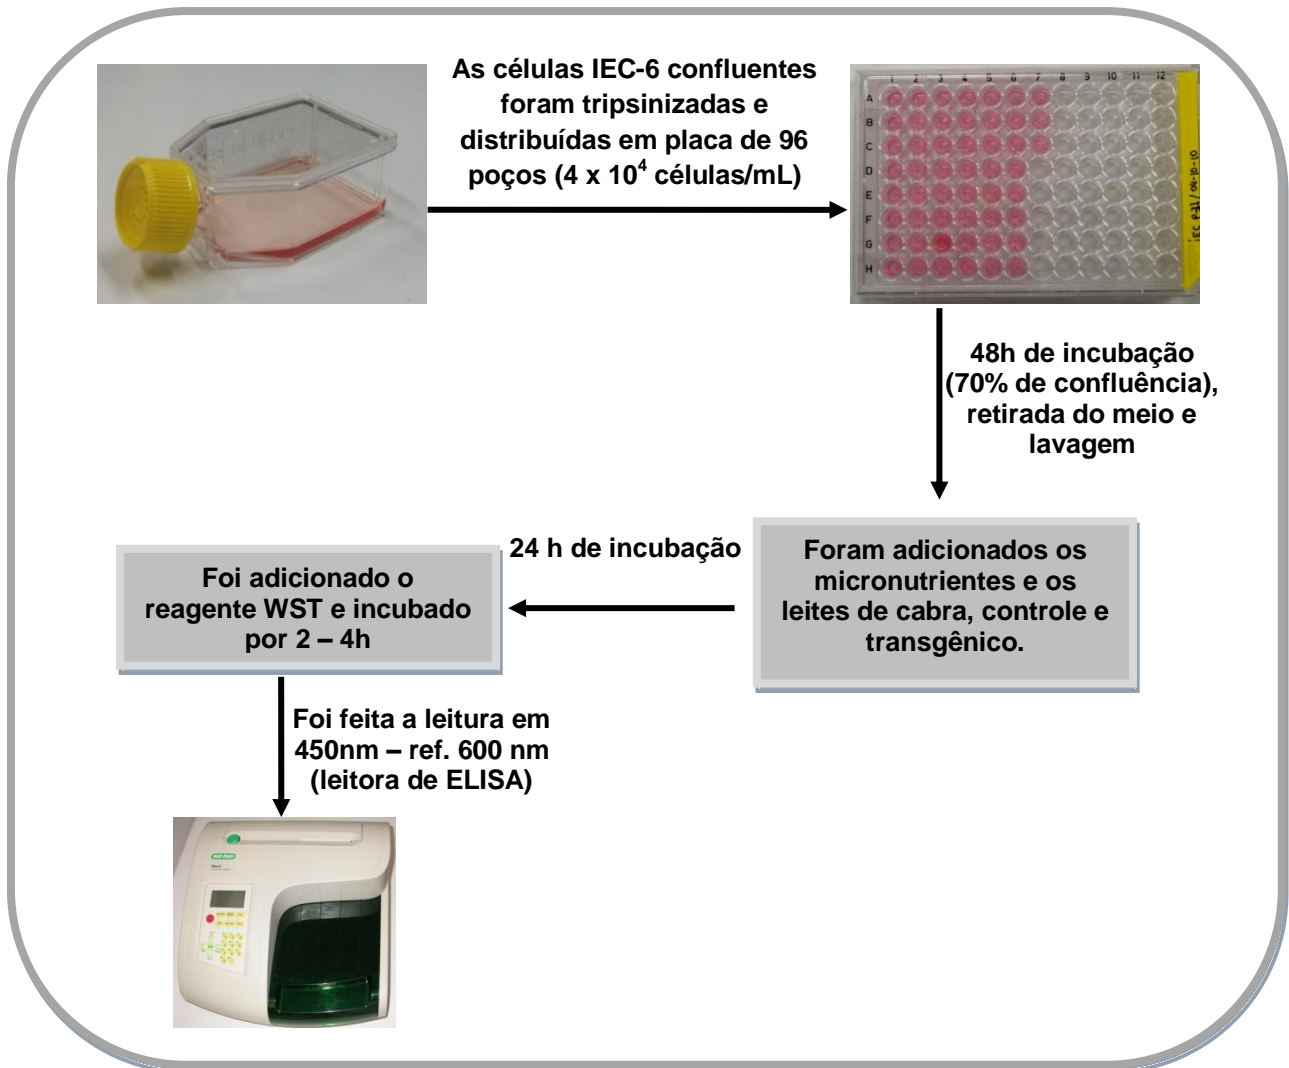 As células IEC-6 confluentes
foram tripsinizadas e
distribuídas em placa de 96
poços (4 x 10⁴ células/mL)
1 2 3 4 5 6 7 8 9 10 11 12
A
B
C
D
E
F
G
H
48h de incubação
(70% de confluência),
retirada do meio e
lavagem
Foram adicionados os
micronutrientes e os
leites de cabra, controle e
transgênico.
24 h de incubação
Foi adicionado o
reagente WST e incubado
por 2 – 4h
Foi feita a leitura em
450nm – ref. 600 nm
(leitora de ELISA)
BIO-RAD